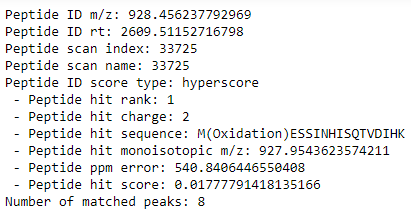 Peptide ID m/z: 928.456237792969
Peptide ID rt: 2609.51152716798
Peptide scan index: 33725
Peptide scan name: 33725
Peptide ID score type: hyperscore
- Peptide hit rank: 1
- Peptide hit charge: 2
- Peptide hit sequence: M(Oxidation)ESSINHISQTVDIHK
- Peptide hit monoisotopic m/z: 927.9543623574211
- Peptide ppm error: 540.8406446550408
- Peptide hit score: 0.01777791418135166
Number of matched peaks: 8